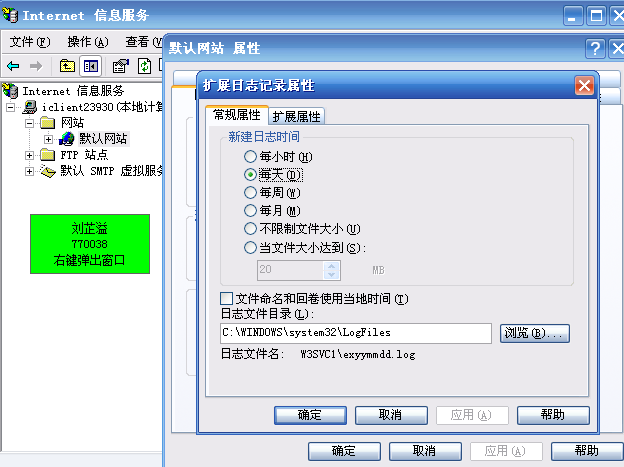 Internet 信息服务
文件(F) 操作(A) 查看(V)
默认网站 属性
Internet 信息服务
iclient23930(本地计算
网站
默认网站
FTP 站点
默认 SMTP 虚拟服务
刘芷溢
770038
右键弹出窗口
扩展日志记录属性
常规属性 扩展属性
新建日志时间
每小时(H)
每天(D)
每周(W)
每月(M)
不限制文件大小(U)
当文件大小达到(S):
20 MB
文件命名和回卷使用当地时间(T)
日志文件目录(L):
C:\WINDOWS\system32\LogFiles 浏览(B)...
日志文件名: W3SVC1\exyymmdd.log
确定 取消 应用(A) 帮助
确定 取消 应用(A) 帮助